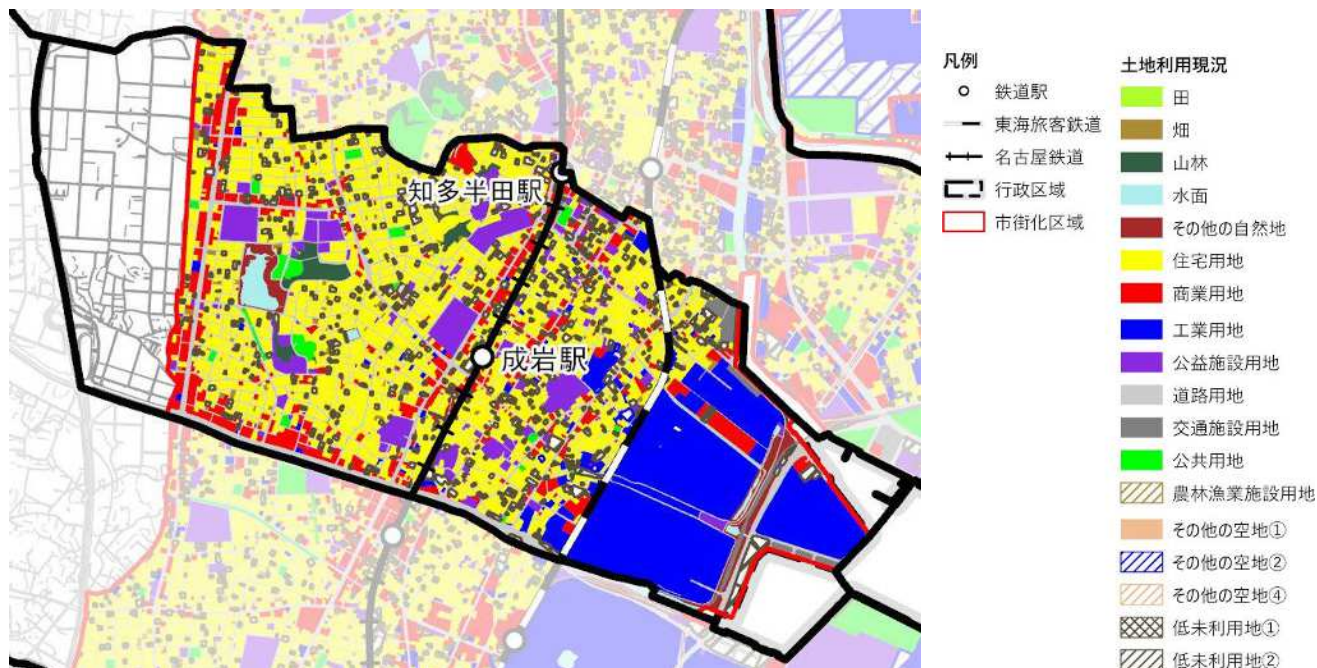 知多半田駅
成岩駅
凡例
鉄道駅
東海旅客鉄道
名古屋鉄道
行政区域
市街化区域
土地利用現況
田
畑
山林
水面
その他の自然地
住宅用地
商業用地
工業用地
公益施設用地
道路用地
交通施設用地
公共用地
農林漁業施設用地
その他の空地①
その他の空地②
その他の空地④
低未利用地①
低未利用地②